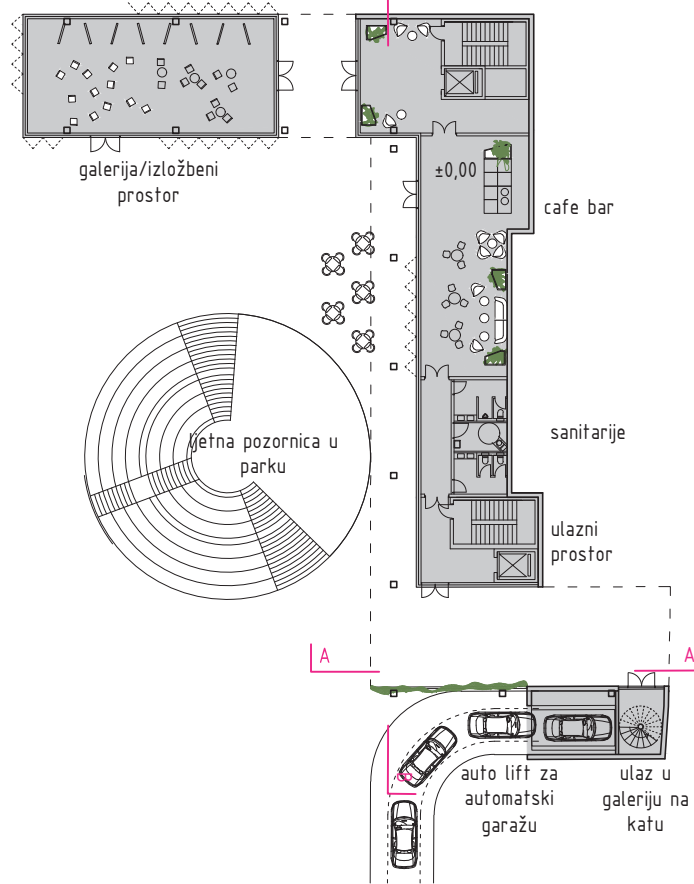 galerija/izložbeni
prostor
±0,00
cafe bar
ljetna pozornica u
parku
sanitarije
ulazni
prostor
A
A
B
auto lift za
automatski
garažu
ulaz u
galeriju na
katu